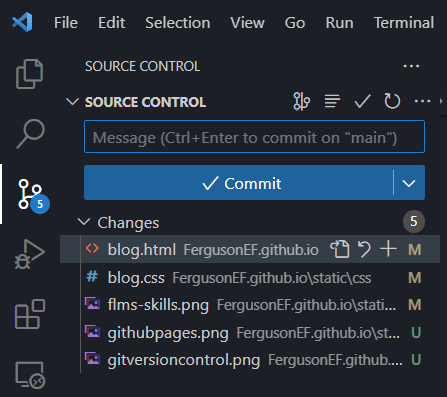 File Edit Selection View Go Run Terminal
SOURCE CONTROL
SOURCE CONTROL
Message (Ctrl+Enter to commit on "main")
Commit
5
Changes 5
blog.html FergusonEF.github.io M
# blog.css FergusonEF.github.io\static\css M
flms-skills.png FergusonEF.github.io\stati... M
githubpages.png FergusonEF.github.io\st... U
gitversioncontrol.png FergusonEF.github.... U